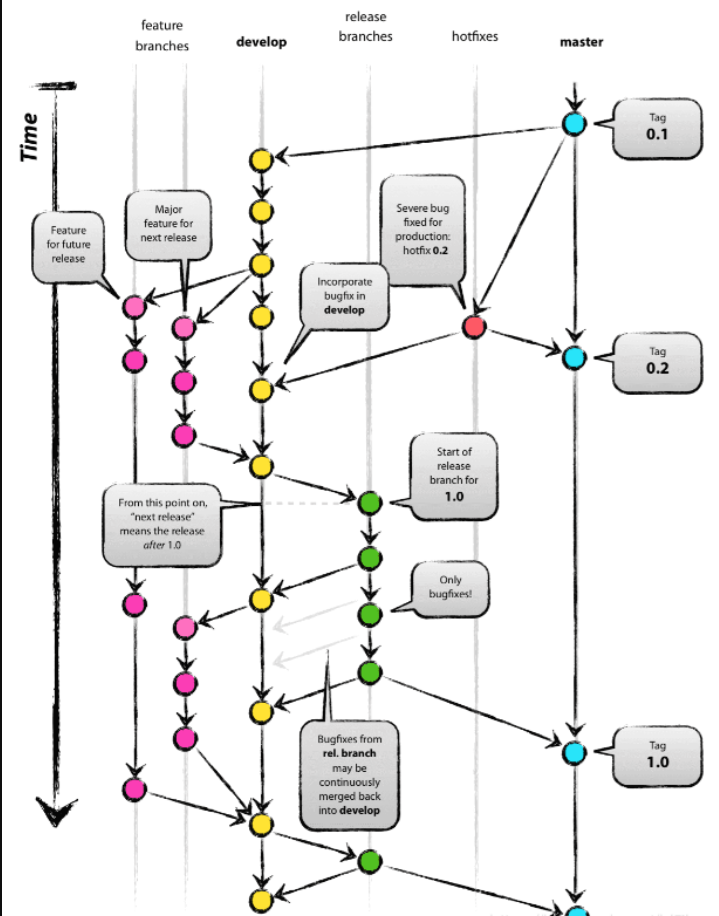 feature
branches
develop
release
branches
hotfixes
master
Time
Tag
0.1
Major
feature for
next release
Severe bug
fixed for
production:
hotfix 0.2
Feature
for future
release
Incorporate
bugfix in
develop
Tag
0.2
Start of
release
branch for
1.0
From this point on,
“next release”
means the release
after 1.0
Only
bugfixes!
Bugfixes from
rel. branch
may be
continuously
merged back
into develop
Tag
1.0